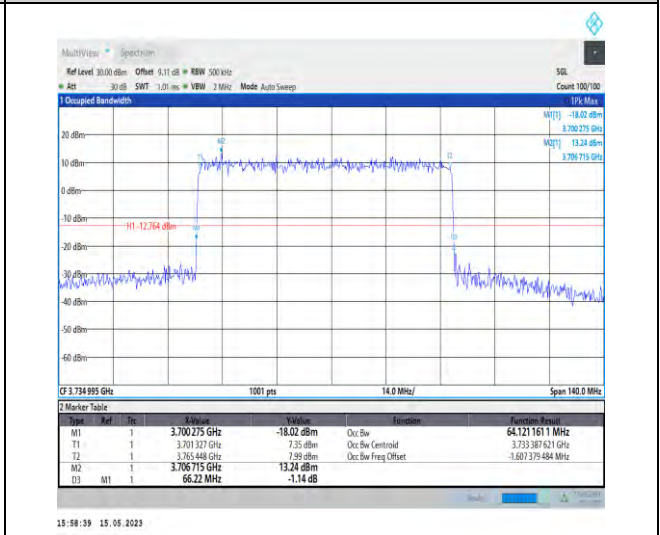 MultiView Spectrum
Ref Level 30.00 dBm Offset 9.11 dB RBW 500 kHz SGL
Att 30 dB SWT 1.01 ms VBW 2 MHz Mode Auto Sweep Count 100/100
1 Occupied Bandwidth 1Pk Max
M1[1] -18.02 dBm
3.700 275 GHz
M2[1] 13.24 dBm
3.706 715 GHz
20 dBm
M2
T1 T2
10 dBm
0 dBm
-10 dBm
H1 -12.764 dBm
M1
D3
-20 dBm
-30 dBm
-40 dBm
-50 dBm
-60 dBm
CF 3.734 995 GHz 1001 pts 14.0 MHz/ Span 140.0 MHz
2 Marker Table
Type Ref Trc X-Value Y-Value Function Function Result
M1 1 3.700 275 GHz -18.02 dBm Occ Bw 64.121 161 1 MHz
T1 1 3.701 327 GHz 7.35 dBm Occ Bw Centroid 3.733 387 621 GHz
T2 1 3.765 448 GHz 7.99 dBm Occ Bw Freq Offset -1.607 379 484 MHz
M2 1 3.706 715 GHz 13.24 dBm
D3 M1 1 66.22 MHz -1.14 dB
15:58:39 15.05.2023